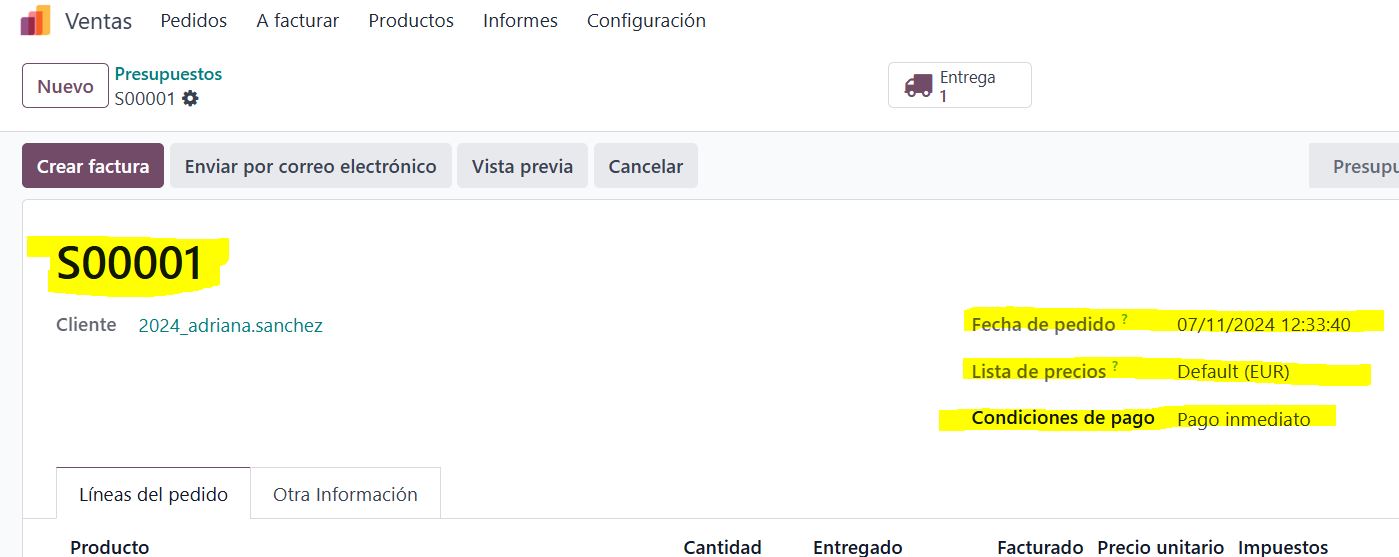 Ventas Pedidos A facturar Productos Informes Configuración
Nuevo
Presupuestos
S00001
Entrega
1
Crear factura Enviar por correo electrónico Vista previa Cancelar Presupu
S00001
Cliente 2024_adriana.sanchez
Fecha de pedido ? 07/11/2024 12:33:40
Lista de precios ? Default (EUR)
Condiciones de pago Pago inmediato
Líneas del pedido Otra Información
Producto Cantidad Entregado Facturado Precio unitario Impuestos